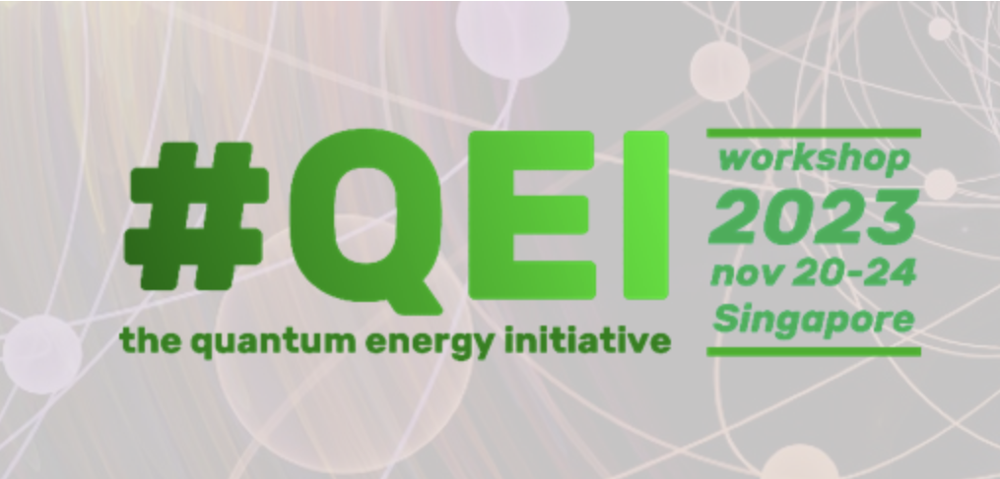 #QEI
the quantum energy initiative
workshop
2023
nov 20-24
Singapore